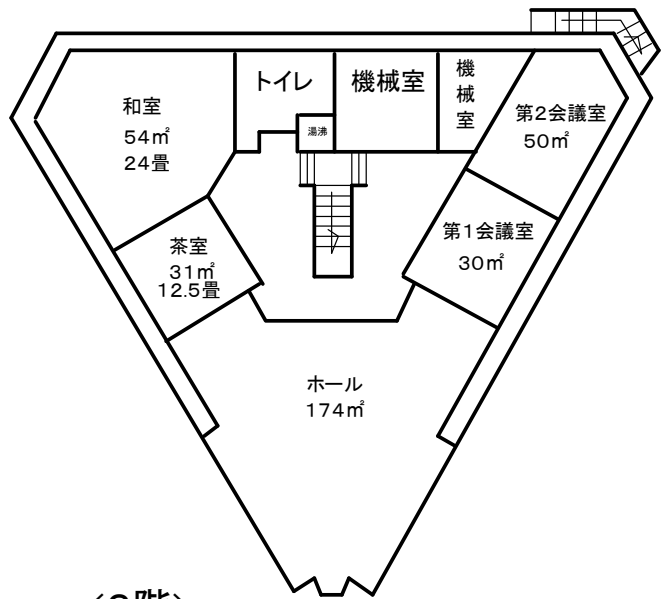 トイレ
機械室
機械室
和室
54㎡
24畳
湯沸
第2会議室
50㎡
茶室
31㎡
12.5畳
第1会議室
30㎡
ホール
174㎡